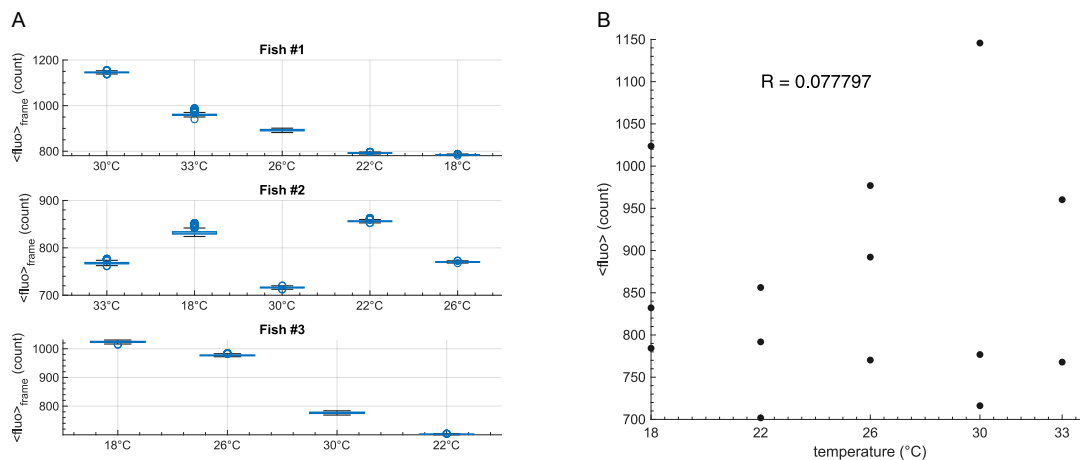 A
Fish #1
<fluo>frame (count)
1200
1000
800
30°C 33°C 26°C 22°C 18°C
Fish #2
<fluo>frame (count)
900
800
700
33°C 18°C 30°C 22°C 26°C
Fish #3
<fluo>frame (count)
1000
900
800
18°C 26°C 30°C 22°C
B
<fluo> (count)
1150
1100
1050
1000
950
900
850
800
750
700
R = 0.077797
18 22 26 30 33
temperature (°C)